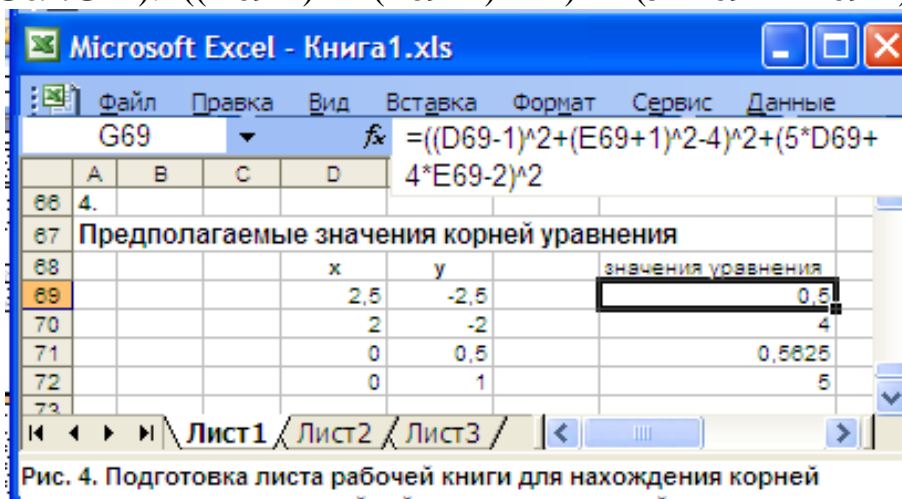 Microsoft Excel - Книга1.xls
Файл Правка Вид Вставка Формат Сервис Данные
G69 fx =((D69-1)^2+(E69+1)^2-4)^2+(5*D69+
4*E69-2)^2
A B C D
66 4.
67 Предполагаемые значения корней уравнения
68 x y значения уравнения
69 2,5 -2,5 0,5
70 2 -2 4
71 0 0,5 0,5625
72 0 1 5
73
Лист1 Лист2 Лист3
Рис. 4. Подготовка листа рабочей книги для нахождения корней